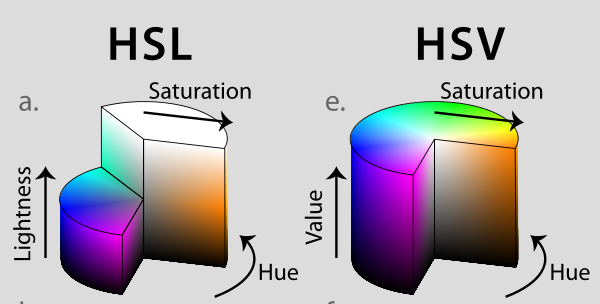 HSL
HSV
a.
Saturation
e.
Saturation
Lightness
Value
Hue
Hue